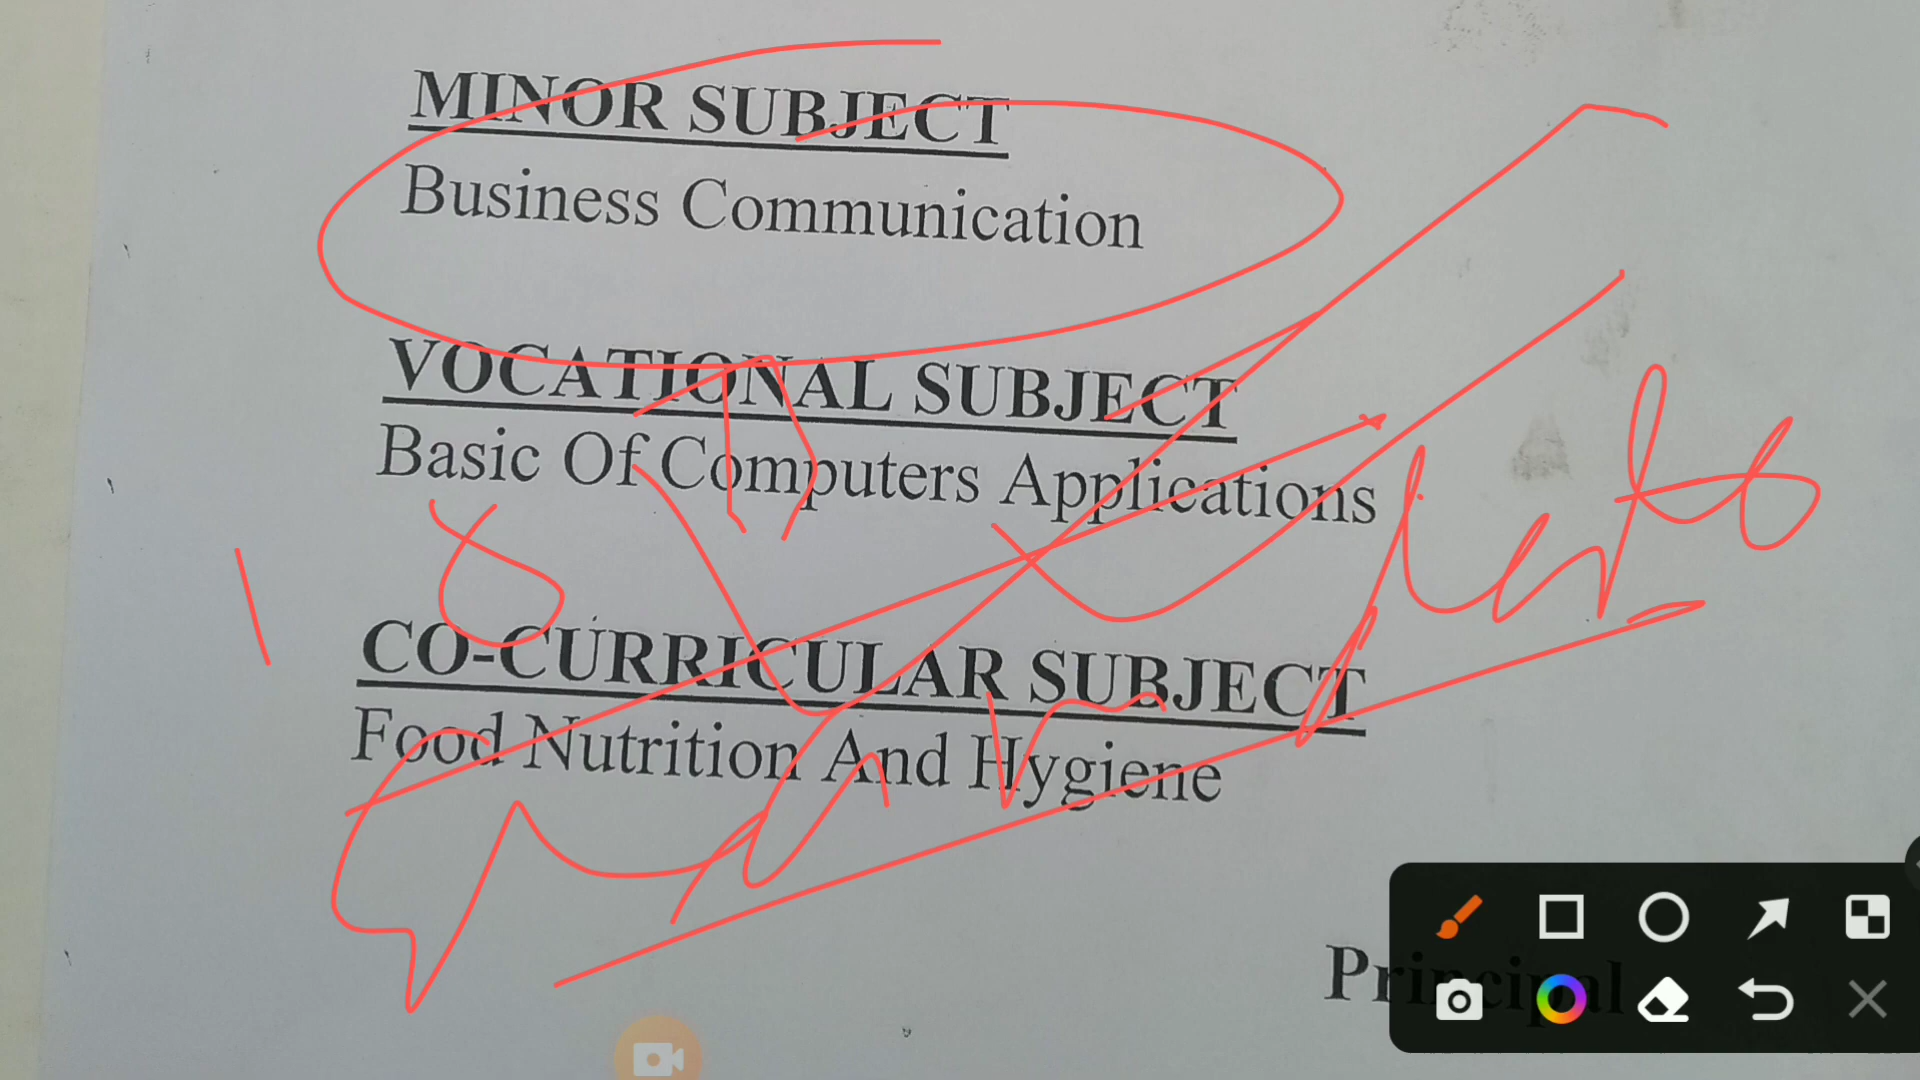 MINOR SUBJECT
Business Communication
VOCATIONAL SUBJECT
Basic Of Computers Applications
CO-CURRICULAR SUBJECT
Food Nutrition And Hygiene
Principal